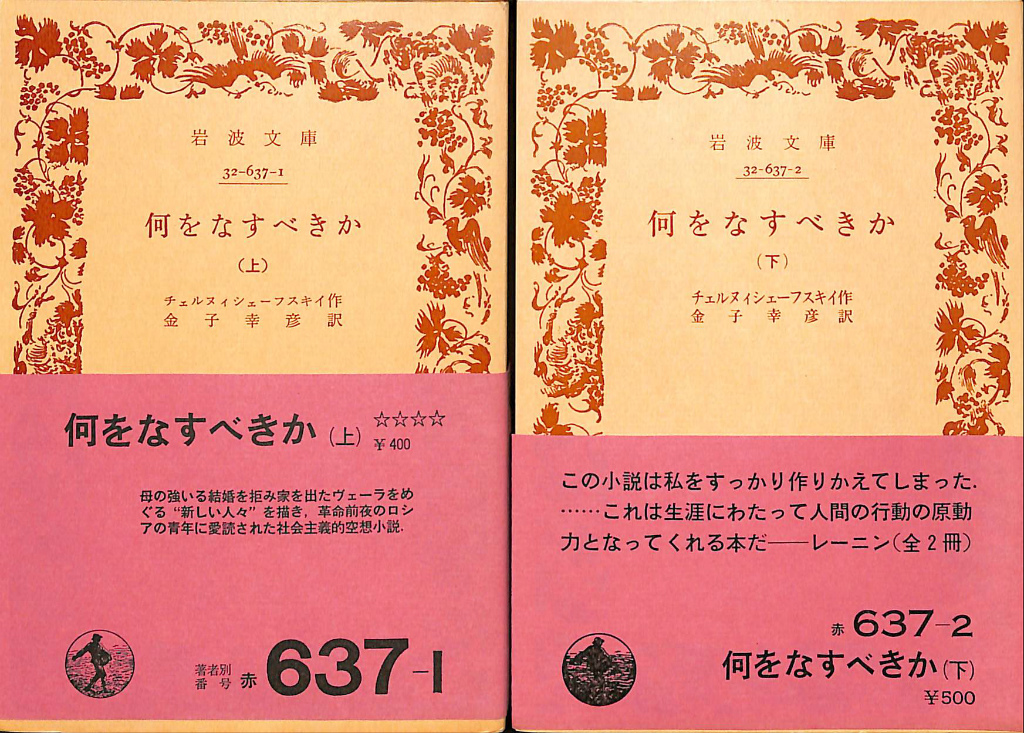 岩波文庫
32-637-1
何をなすべきか
(上)
チェルヌィシェーフスキイ作
金子幸彦訳
何をなすべきか(上)
☆☆☆☆
¥400
母の強いる結婚を拒み家を出たヴェーラをめ
ぐる“新しい人々”を描き,革命前夜のロシ
アの青年に愛読された社会主義的空想小説.
著者別
番号
赤 637-1
岩波文庫
32-637-2
何をなすべきか
(下)
チェルヌィシェーフスキイ作
金子幸彦訳
この小説は私をすっかり作りかえてしまった.
……これは生涯にわたって人間の行動の原動
力となってくれる本だ――レーニン(全2冊)
赤 637-2
何をなすべきか(下)
¥500